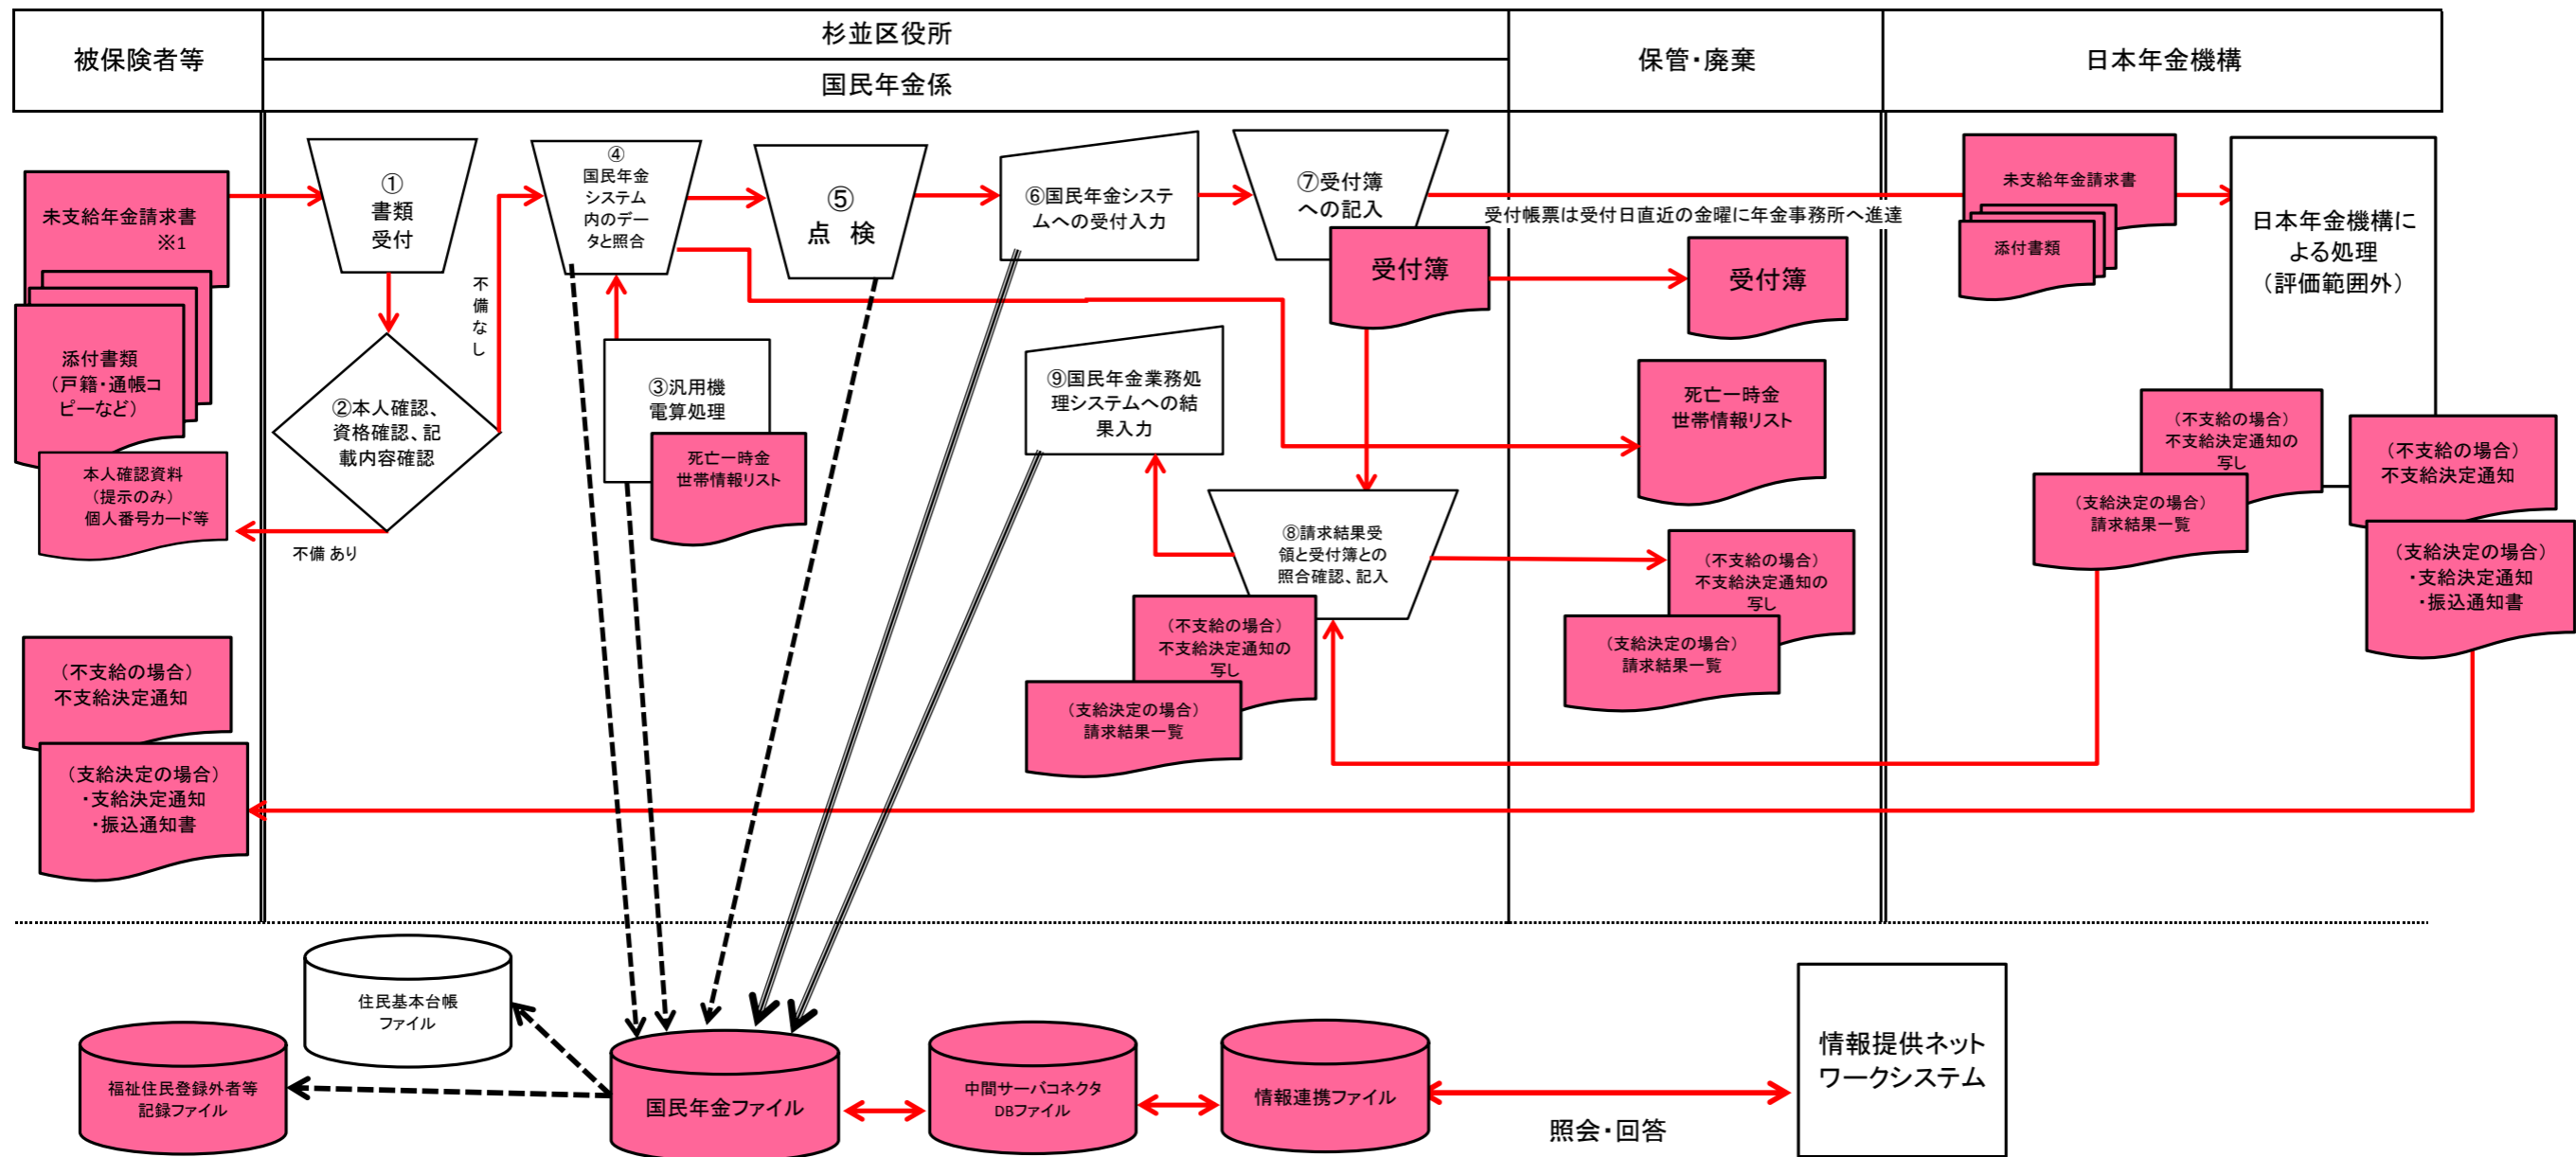 被保険者等
杉並区役所
国民年金係
保管・廃棄
日本年金機構
未支給年金請求書
※1
添付書類
(戸籍・通帳コ
ピーなど)
本人確認資料
(提示のみ)
個人番号カード等
①
書類
受付
②本人確認、
資格確認、記
載内容確認
不備なし
不備 あり
④
国民年金
システム
内のデー
タと照合
③汎用機
電算処理
死亡一時金
世帯情報リスト
⑤
点 検
⑥国民年金システ
ムへの受付入力
⑦受付簿
への記入
受付簿
受付帳票は受付日直近の金曜に年金事務所へ進達
⑨国民年金業務処
理システムへの結
果入力
⑧請求結果受
領と受付簿との
照合確認、記入
(不支給の場合)
不支給決定通知の
写し
(支給決定の場合)
請求結果一覧
受付簿
死亡一時金
世帯情報リスト
(不支給の場合)
不支給決定通知の
写し
(支給決定の場合)
請求結果一覧
未支給年金請求書
添付書類
日本年金機構に
よる処理
(評価範囲外)
(不支給の場合)
不支給決定通知の
写し
(支給決定の場合)
請求結果一覧
(不支給の場合)
不支給決定通知
(支給決定の場合)
・支給決定通知
・振込通知書
(不支給の場合)
不支給決定通知
(支給決定の場合)
・支給決定通知
・振込通知書
住民基本台帳
ファイル
福祉住民登録外者等
記録ファイル
国民年金ファイル
中間サーバコネクタ
DBファイル
情報連携ファイル
照会・回答
情報提供ネット
ワークシステム